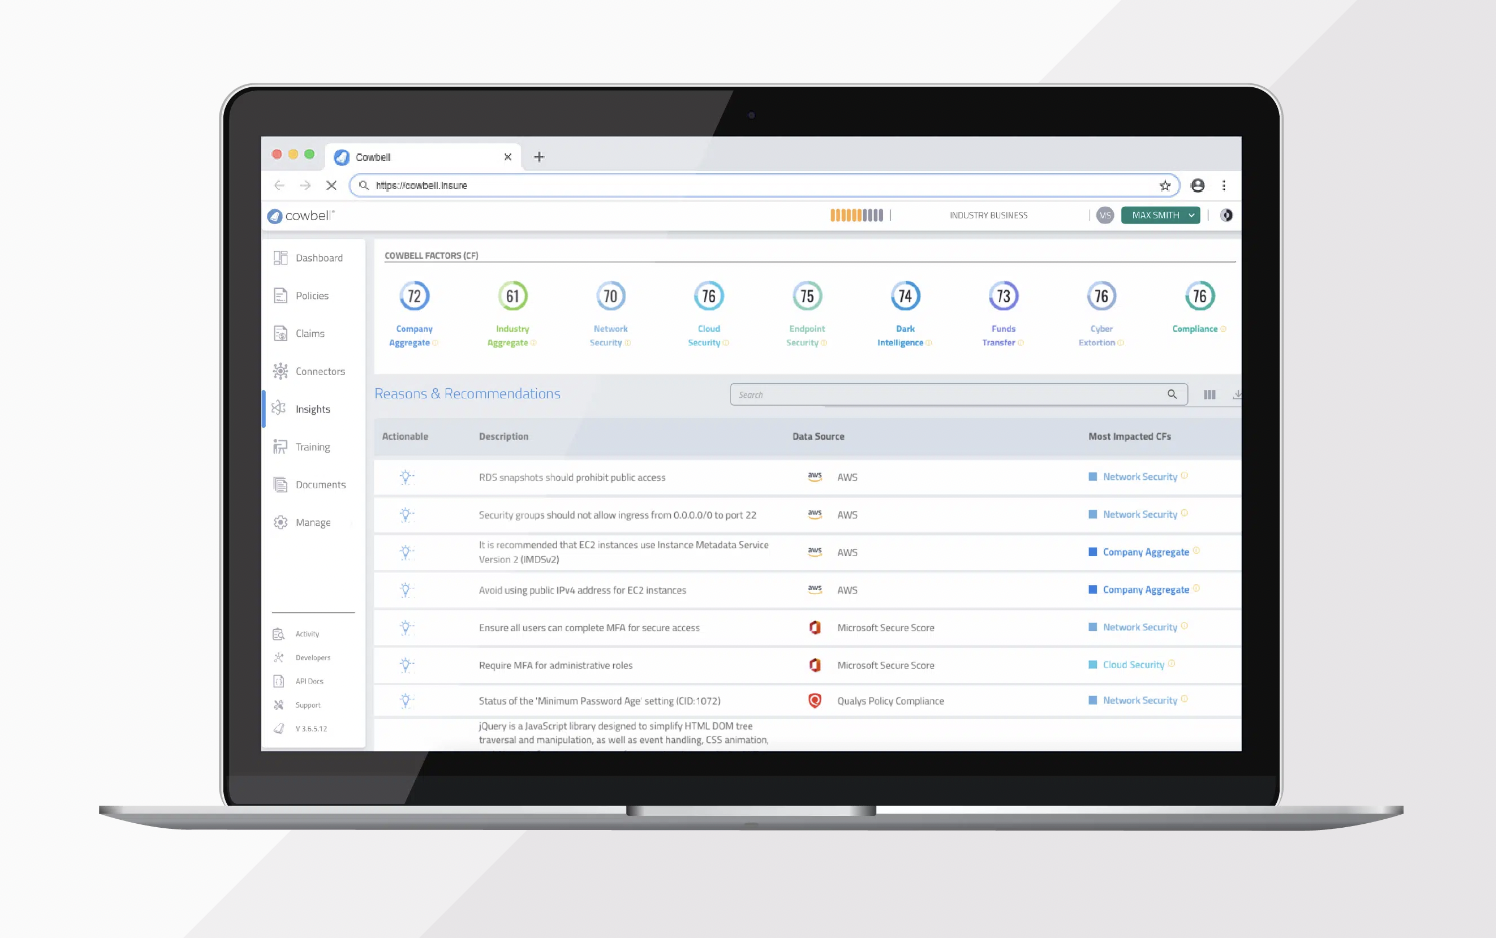 Cowbell
https://cowbell.insure
cowbell
INDUSTRY BUSINESS
VS
MAX SMITH
Dashboard
Policies
Claims
Connectors
Insights
Training
Documents
Manage
Activity
Developers
API Docs
Support
V 3.6.5.12
COWBELL FACTORS (CF)
72
61
70
76
75
74
73
76
76
Company
Aggregate
Industry
Aggregate
Network
Security
Cloud
Security
Endpoint
Security
Dark
Intelligence
Funds
Transfer
Cyber
Extortion
Compliance
Reasons & Recommendations
Search
Actionable Description Data Source Most Impacted CFs
RDS snapshots should prohibit public access aws AWS Network Security
Security groups should not allow ingress from 0.0.0.0/0 to port 22 aws AWS Network Security
It is recommended that EC2 instances use Instance Metadata Service
Version 2 (IMDSv2)
aws AWS Company Aggregate
Avoid using public IPv4 address for EC2 instances aws AWS Company Aggregate
Ensure all users can complete MFA for secure access Microsoft Secure Score Network Security
Require MFA for administrative roles Microsoft Secure Score Cloud Security
Status of the 'Minimum Password Age' setting (CID:1072) Qualys Policy Compliance Network Security
jQuery is a JavaScript library designed to simplify HTML DOM tree
traversal and manipulation, as well as event handling, CSS animation,